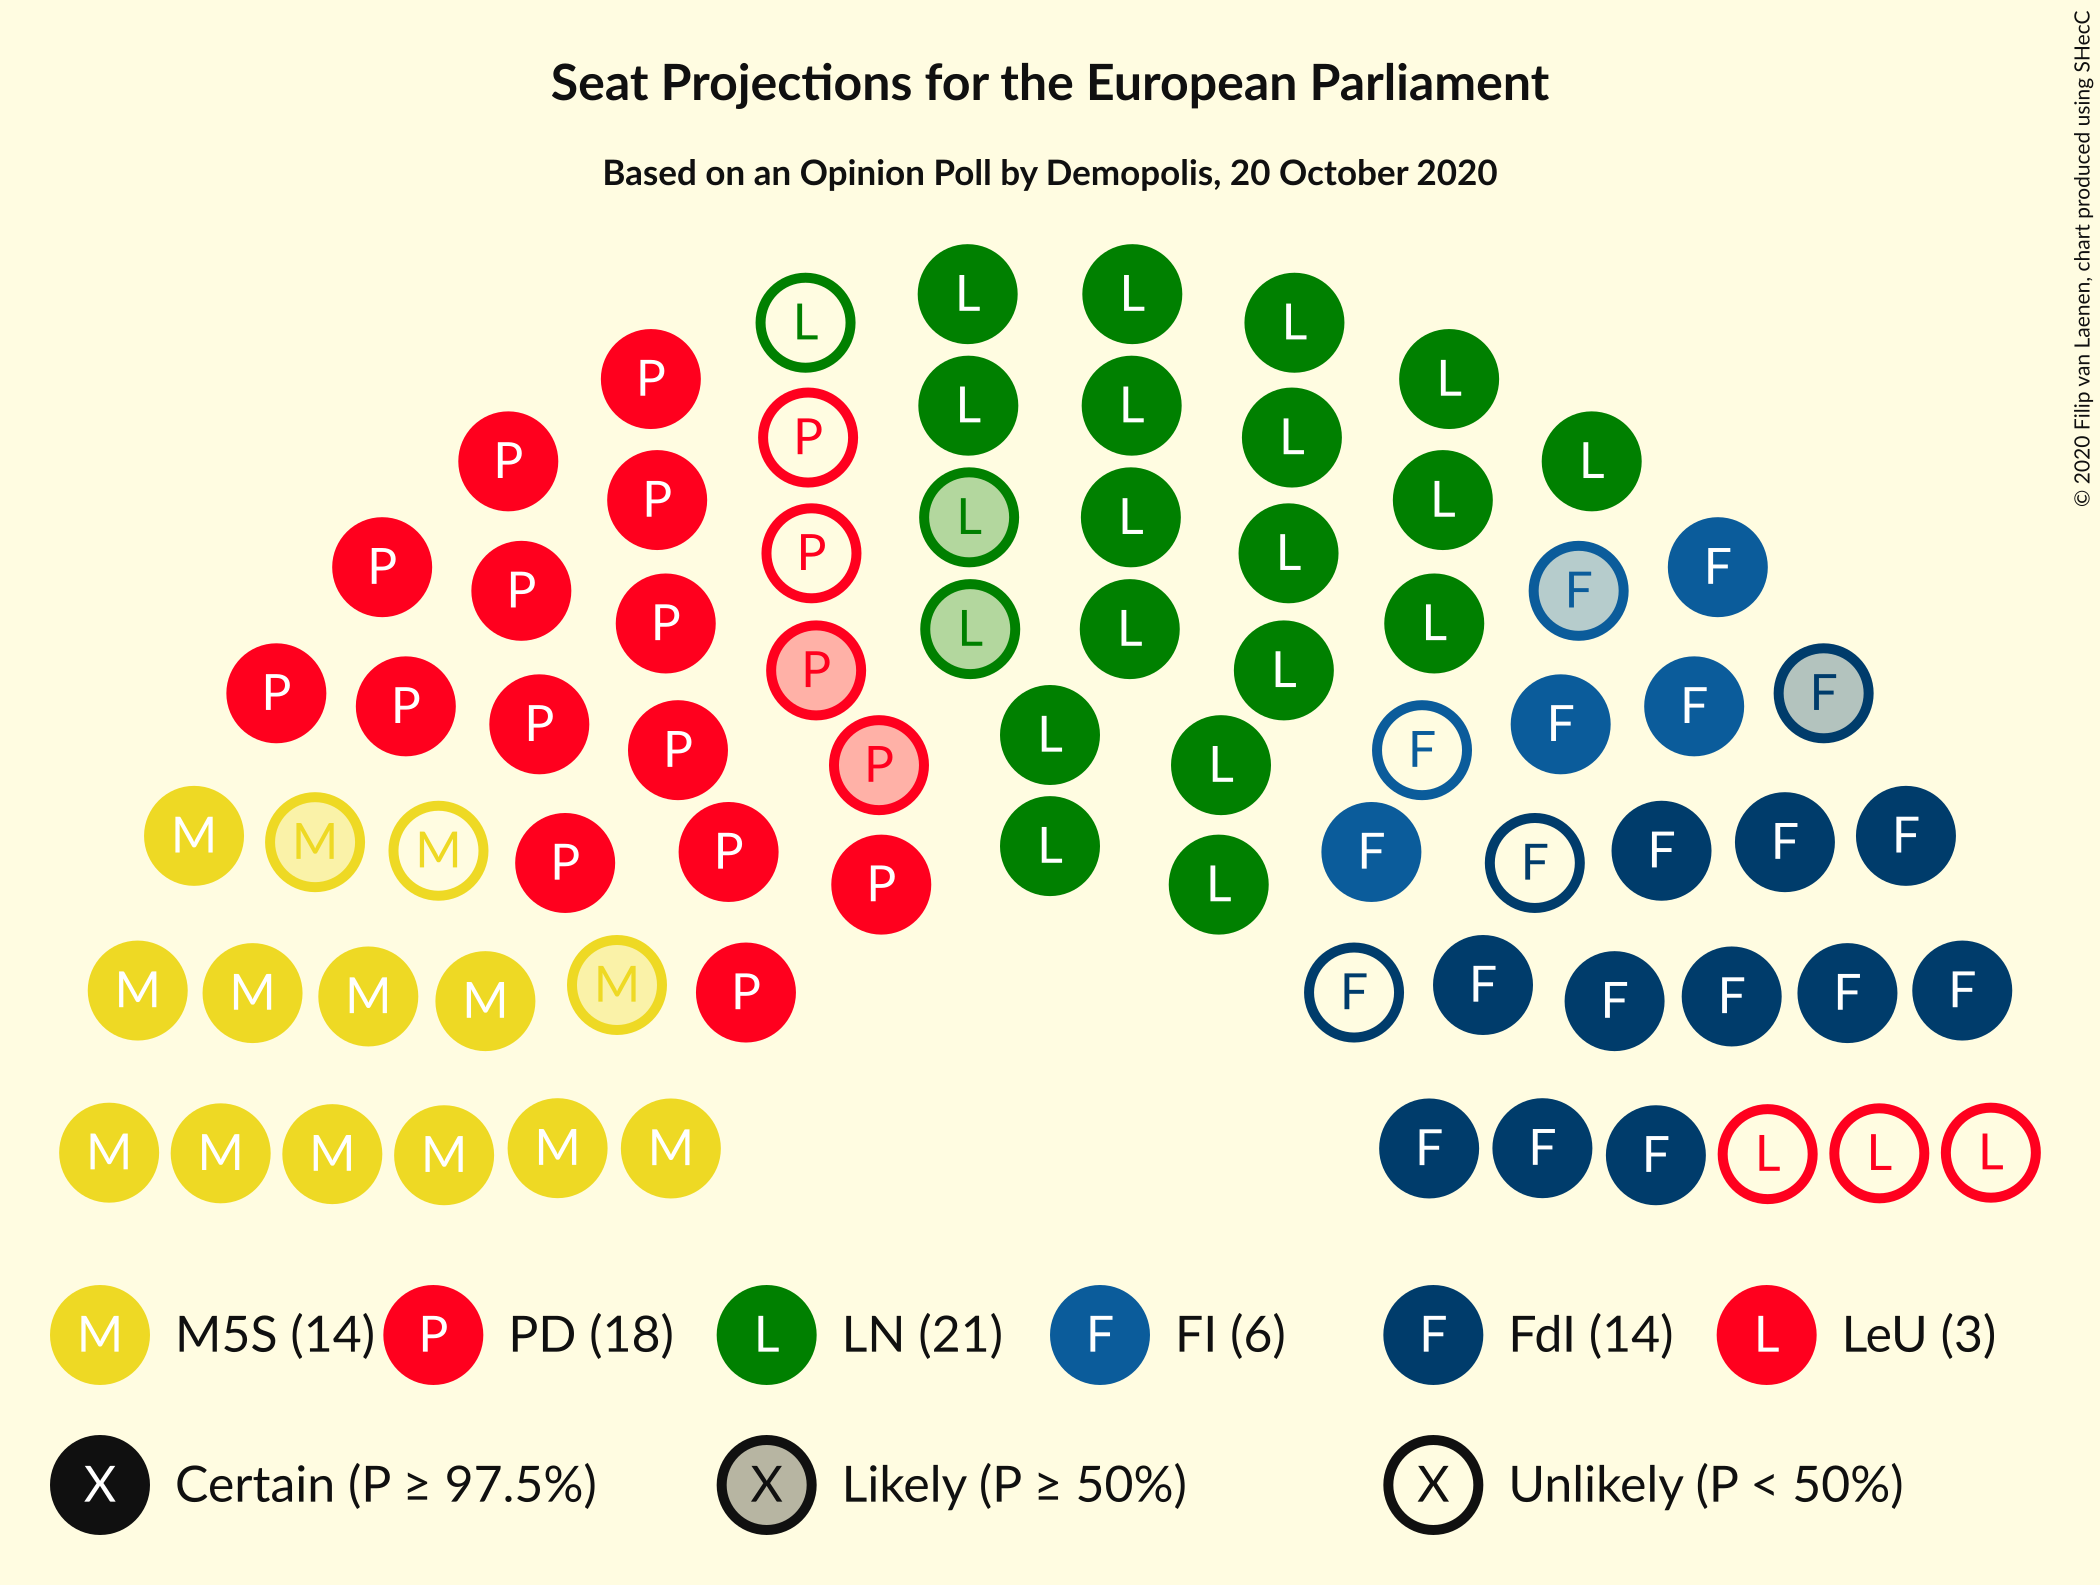 Seat Projections for the European Parliament
Based on an Opinion Poll by Demopolis, 20 October 2020
© 2020 Filip van Laenen, chart produced using SHecC
L L
L L
P P
L L
L L
P L
P L L L
P L L
P L L
P L
P F F
P L L
P P
L L
P L F
P P P P F F F F
L
P L
M M F F
M P P L F F F
P L
M P F F
M M M M P F F F F F
M F
M M F F
M M M M F L L L
M M5S (14) P PD (18) L LN (21) F FI (6) F FdI (14) L LeU (3)
X Certain (P ≥ 97.5%) X Likely (P ≥ 50%) X Unlikely (P < 50%)